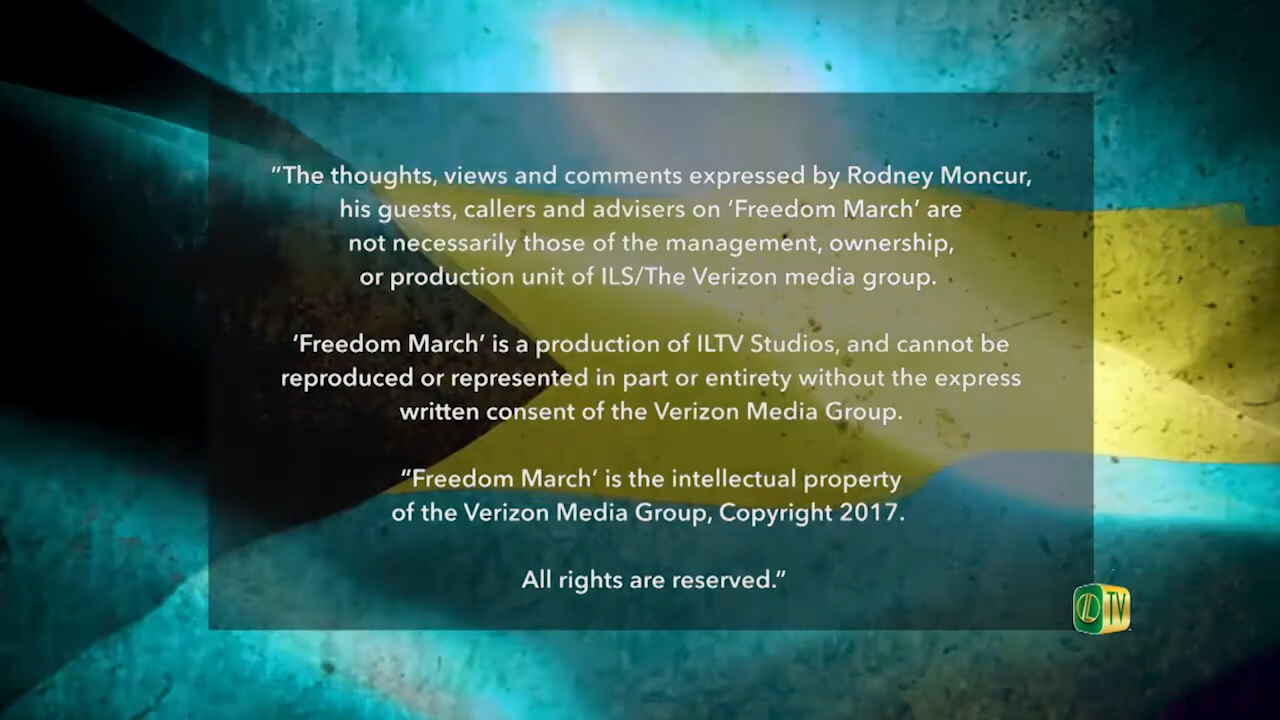 “The thoughts, views and comments expressed by Rodney Moncur,
his guests, callers and advisers on ‘Freedom March’ are
not necessarily those of the management, ownership,
or production unit of ILS/The Verizon media group.
‘Freedom March’ is a production of ILTV Studios, and cannot be
reproduced or represented in part or entirety without the express
written consent of the Verizon Media Group.
“Freedom March’ is the intellectual property
of the Verizon Media Group, Copyright 2017.
All rights are reserved.”
IL TV